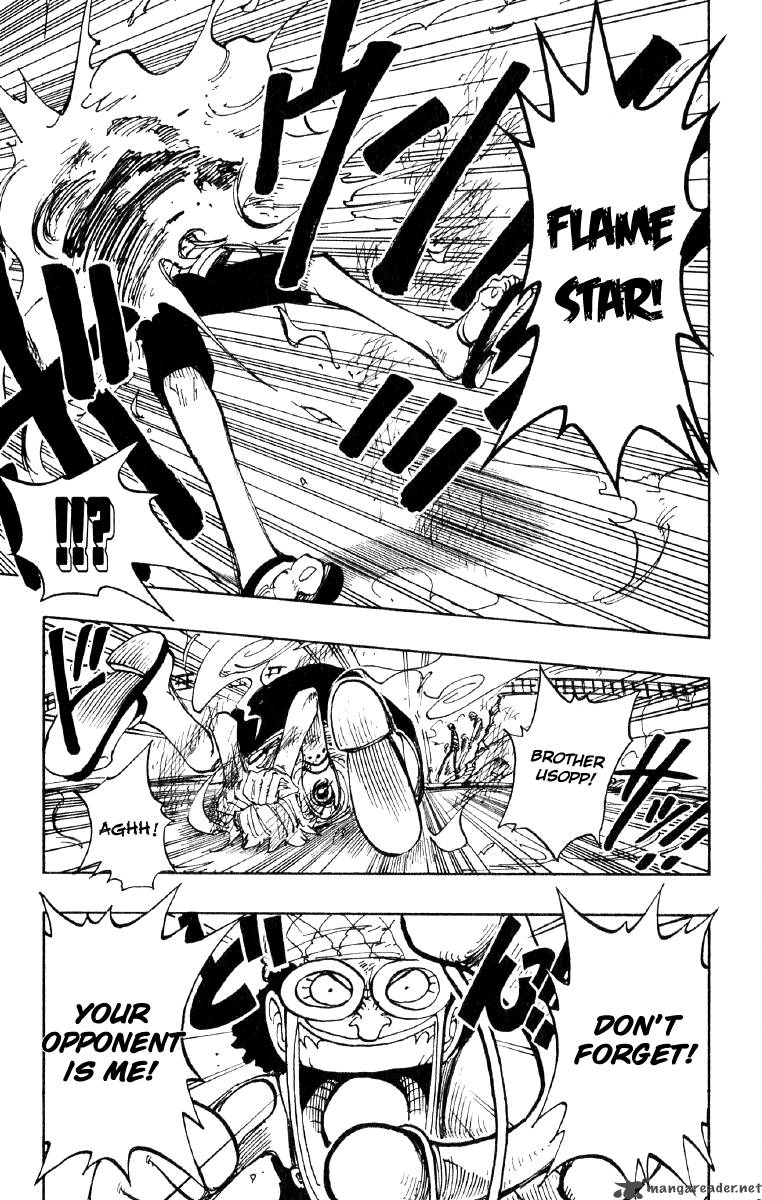 FLAME
STAR!
!!?
BROTHER
USOPP!
AGHH!
DON'T
FORGET!
YOUR
OPPONENT
IS ME!
mangareader.net